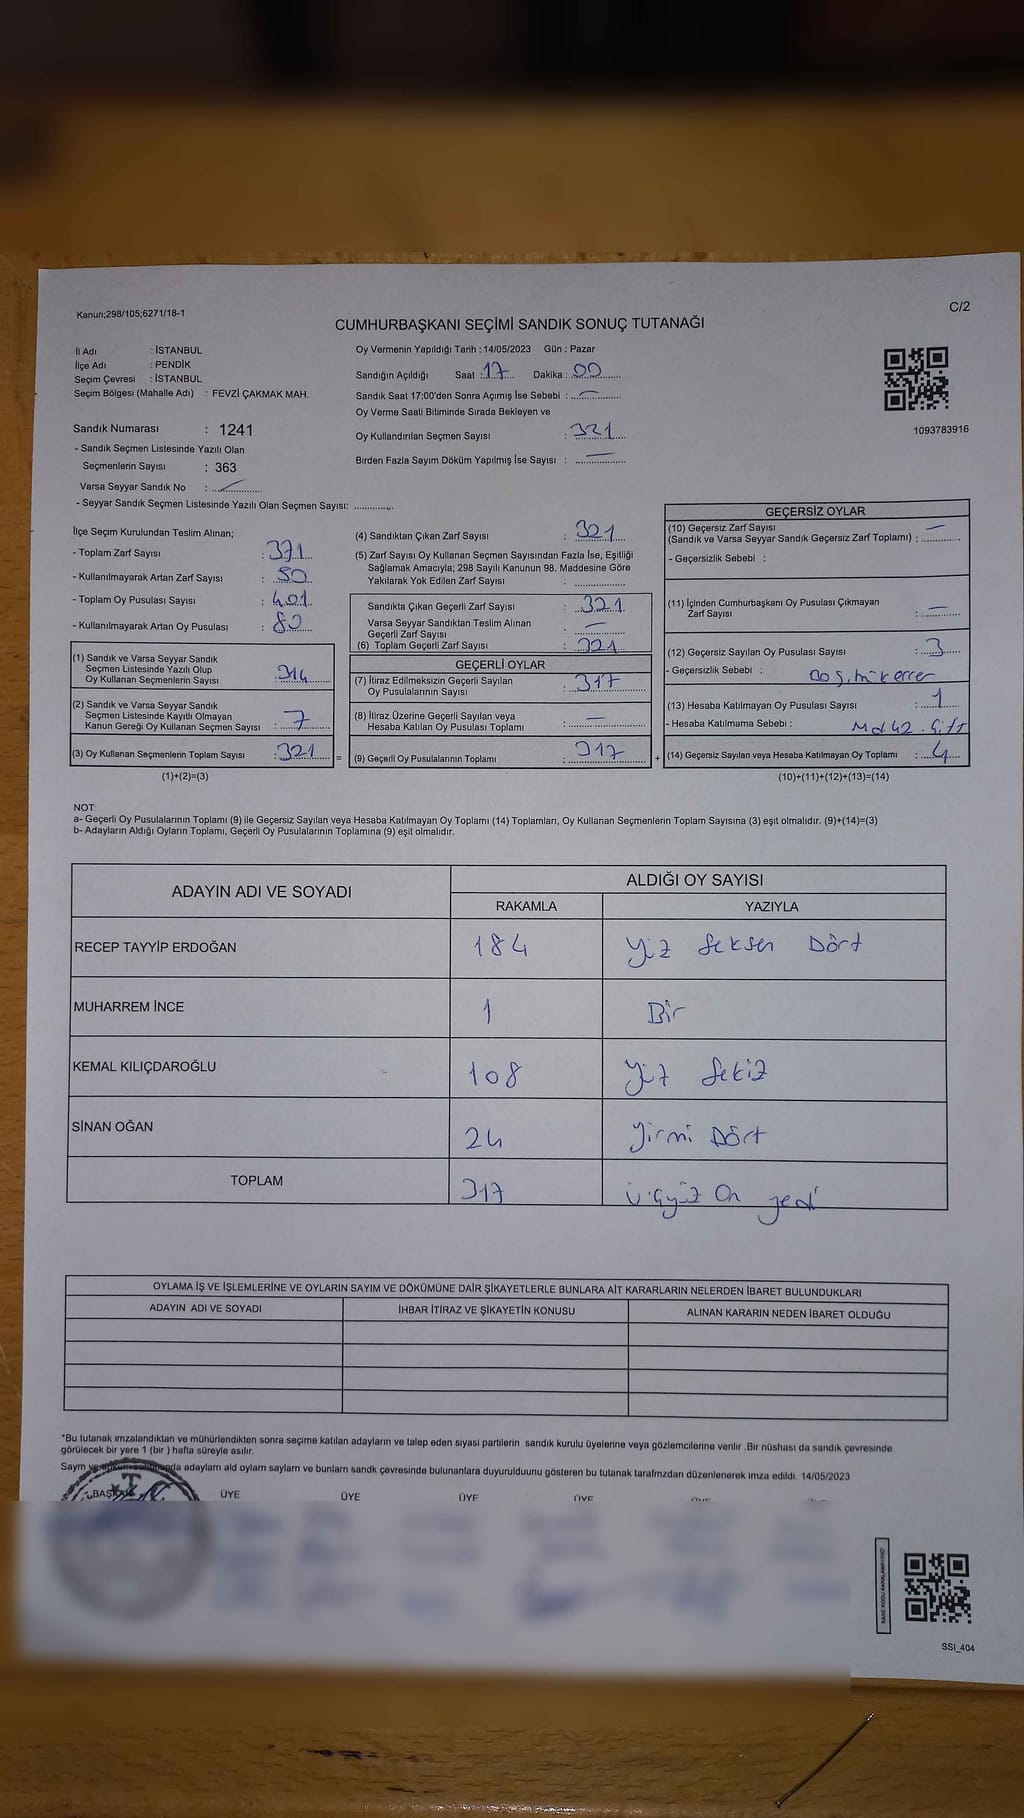 Kanun;298/105;6271/18-1
C/2
CUMHURBAŞKANI SEÇİMİ SANDIK SONUÇ TUTANAĞI
İl Adı : İSTANBUL
İlçe Adı : PENDİK
Seçim Çevresi : İSTANBUL
Seçim Bölgesi (Mahalle Adı) : FEVZİ ÇAKMAK MAH.
Sandık Numarası : 1241
- Sandık Seçmen Listesinde Yazılı Olan
Seçmenlerin Sayısı : 363
Varsa Seyyar Sandık No : —
- Seyyar Sandık Seçmen Listesinde Yazılı Olan Seçmen Sayısı: ............
Oy Vermenin Yapıldığı Tarih : 14/05/2023 Gün : Pazar
Sandığın Açıldığı Saat : 17 Dakika : 00
Sandık Saat 17:00'den Sonra Açımış İse Sebebi : —
Oy Verme Saali Bitiminde Sırada Bekleyen ve
Oy Kullandırılan Seçmen Sayısı : 321
Birden Fazla Sayım Döküm Yapılmış İse Sayısı : —
1093783916
İlçe Seçim Kurulundan Teslim Alınan;
- Toplam Zarf Sayısı : 371
- Kullanılmayarak Artan Zarf Sayısı : 50
- Toplam Oy Pusulası Sayısı : 401
- Kullanılmayarak Artan Oy Pusulası : 80
(1) Sandık ve Varsa Seyyar Sandık
Seçmen Listesinde Yazılı Olup
Oy Kullanan Seçmenlerin Sayısı : 314
(2) Sandık ve Varsa Seyyar Sandık
Seçmen Listesinde Kayıtlı Olmayan
Kanun Gereği Oy Kullanan Seçmen Sayısı : 7
(3) Oy Kullanan Seçmenlerin Toplam Sayısı : 321 =
(1)+(2)=(3)
(4) Sandıktan Çıkan Zarf Sayısı : 321
(5) Zarf Sayısı Oy Kullanan Seçmen Sayısından Fazla İse, Eşitliği
Sağlamak Amacıyla; 298 Sayılı Kanunun 98. Maddesine Göre
Yakılarak Yok Edilen Zarf Sayısı : ............
Sandıkta Çıkan Geçerli Zarf Sayısı : 321
Varsa Seyyar Sandıktan Teslim Alınan
Geçerli Zarf Sayısı : —
(6) Toplam Geçerli Zarf Sayısı : 321
GEÇERLİ OYLAR
(7) İtiraz Edilmeksizin Geçerli Sayılan
Oy Pusulalarının Sayısı : 317
(8) İtiraz Üzerine Geçerli Sayılan veya
Hesaba Katılan Oy Pusulası Toplamı : —
(9) Geçerli Oy Pusulalarının Toplamı : 317 +
GEÇERSİZ OYLAR
(10) Geçersiz Zarf Sayısı —
(Sandık ve Varsa Seyyar Sandık Geçersiz Zarf Toplamı) : ............
- Geçersizlik Sebebi :
(11) İçinden Cumhurbaşkanı Oy Pusulası Çıkmayan
Zarf Sayısı : —
(12) Geçersiz Sayılan Oy Pusulası Sayısı : 3
- Geçersizlik Sebebi : Boş, mükerrer
(13) Hesaba Katılmayan Oy Pusulası Sayısı : 1
- Hesaba Katılmama Sebebi : Md 42. Çift
(14) Geçersiz Sayılan veya Hesaba Katılmayan Oy Toplamı : 4
(10)+(11)+(12)+(13)=(14)
NOT:
a- Geçerli Oy Pusulalarının Toplamı (9) ile Geçersiz Sayılan veya Hesaba Katılmayan Oy Toplamı (14) Toplamları, Oy Kullanan Seçmenlerin Toplam Sayısına (3) eşit olmalıdır. (9)+(14)=(3)
b- Adayların Aldığı Oyların Toplamı, Geçerli Oy Pusulalarının Toplamına (9) eşit olmalıdır.
ADAYIN ADI VE SOYADI ALDIĞI OY SAYISI
RAKAMLA YAZIYLA
RECEP TAYYİP ERDOĞAN 184 Yüz Seksen Dört
MUHARREM İNCE 1 Bir
KEMAL KILIÇDAROĞLU 108 Yüz Sekiz
SİNAN OĞAN 24 Yirmi Dört
TOPLAM 317 Üçyüz On yedi
OYLAMA İŞ VE İŞLEMLERİNE VE OYLARIN SAYIM VE DÖKÜMÜNE DAİR ŞİKAYETLERLE BUNLARA AİT KARARLARIN NELERDEN İBARET BULUNDUKLARI
ADAYIN ADI VE SOYADI İHBAR İTİRAZ VE ŞİKAYETİN KONUSU ALINAN KARARIN NEDEN İBARET OLDUĞU
*Bu tutanak imzalandıktan ve mühürlendikten sonra seçime katılan adayların ve talep eden siyasi partilerin sandık kurulu üyelerine veya gözlemcilerine verilir .Bir nüshası da sandık çevresinde
görülecek bir yere 1 (bir ) hafta süreyle asılır.
Saym ve adaylarn ald oylarn saylarn ve bunlarn sandk çevresinde bulunanlara duyurulduunu gösteren bu tutanak tarafmzdan düzenlenerek imza edildi. 14/05/2023
ÜYE ÜYE ÜYE ÜYE
SSI_404